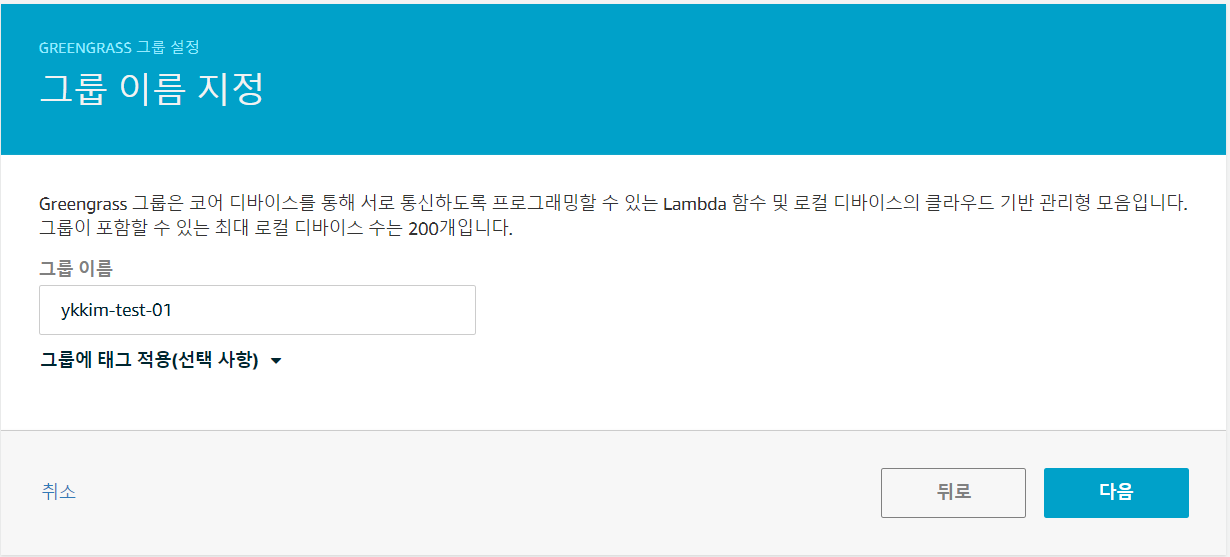 GREENGRASS 그룹 설정
그룹 이름 지정
Greengrass 그룹은 코어 디바이스를 통해 서로 통신하도록 프로그래밍할 수 있는 Lambda 함수 및 로컬 디바이스의 클라우드 기반 관리형 모음입니다.
그룹이 포함할 수 있는 최대 로컬 디바이스 수는 200개입니다.
그룹 이름
ykkim-test-01
그룹에 태그 적용(선택 사항)
취소
뒤로
다음